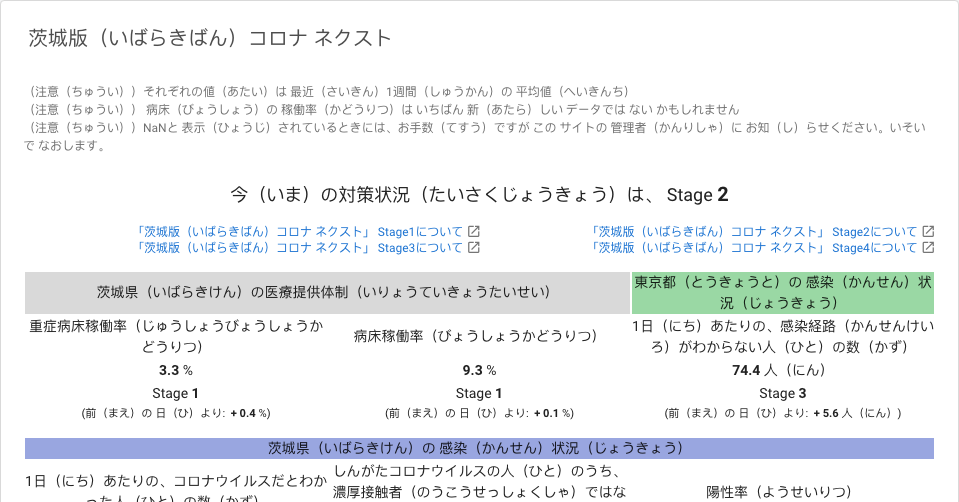 茨城版（いばらきばん）コロナ ネクスト
（注意（ちゅうい））それぞれの値（あたい）は 最近（さいきん）1週間（しゅうかん）の 平均値（へいきんち）
（注意（ちゅうい）） 病床（びょうしょう）の 稼働率（かどうりつ）は いちばん 新（あたら）しい データでは ない かもしれません
（注意（ちゅうい））NaNと 表示（ひょうじ）されているときには、お手数（てすう）ですが この サイトの 管理者（かんりしゃ）に お知（し）らせください。いそい
で なおします。
今（いま）の対策状況（たいさくじょうきょう）は、 Stage 2
「茨城版（いばらきばん）コロナ ネクスト」 Stage1について
「茨城版（いばらきばん）コロナ ネクスト」 Stage2について
「茨城版（いばらきばん）コロナ ネクスト」 Stage3について
「茨城版（いばらきばん）コロナ ネクスト」 Stage4について
茨城県（いばらきけん）の医療提供体制（いりょうていきょうたいせい）
東京都（とうきょうと）の 感染（かんせん）状
況（じょうきょう）
重症病床稼働率（じゅうしょうびょうしょうか
どうりつ）
3.3 %
Stage 1
(前（まえ）の 日（ひ）より: + 0.4 %)
病床稼働率（びょうしょうかどうりつ）
9.3 %
Stage 1
(前（まえ）の 日（ひ）より: + 0.1 %)
1日（にち）あたりの、感染経路（かんせんけい
ろ）がわからない人（ひと）の数（かず）
74.4 人（にん）
Stage 3
(前（まえ）の 日（ひ）より: + 5.6 人（にん）)
茨城県（いばらきけん）の 感染（かんせん）状況（じょうきょう）
1日（にち）あたりの、コロナウイルスだとわか
った人（ひと）の数（かず）
しんがたコロナウイルスの人（ひと）のうち、
濃厚接触者（のうこうせっしょくしゃ）ではな
陽性率（ようせいりつ）